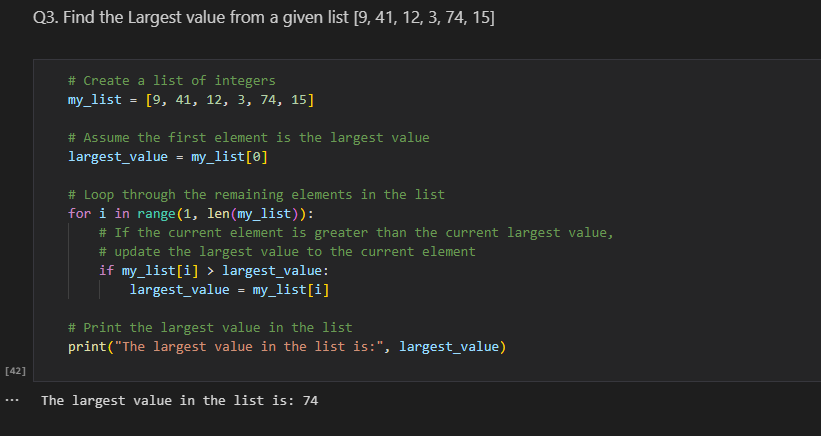 Q3. Find the Largest value from a given list [9, 41, 12, 3, 74, 15]
# Create a list of integers
my_list = [9, 41, 12, 3, 74, 15]
# Assume the first element is the largest value
largest_value = my_list[0]
# Loop through the remaining elements in the list
for i in range(1, len(my_list)):
    # If the current element is greater than the current largest value,
    # update the largest value to the current element
    if my_list[i] > largest_value:
        largest_value = my_list[i]
# Print the largest value in the list
print("The largest value in the list is:", largest_value)
[42]
... The largest value in the list is: 74